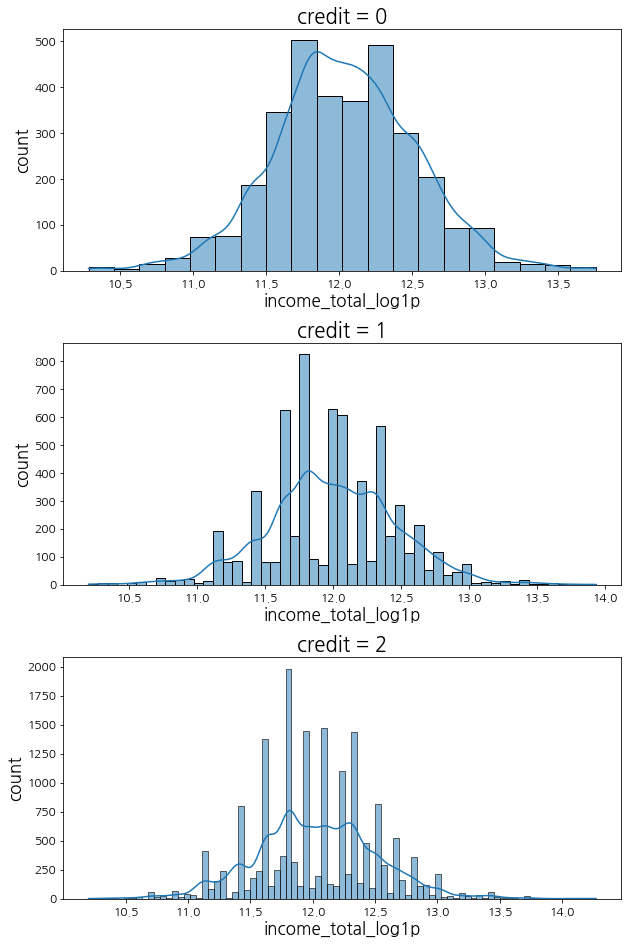 credit = 0
500
400
300
200
100
0
count
10.5 11.0 11.5 12.0 12.5 13.0 13.5
income_total_log1p
credit = 1
800
700
600
500
400
300
200
100
0
count
10.5 11.0 11.5 12.0 12.5 13.0 13.5 14.0
income_total_log1p
credit = 2
2000
1750
1500
1250
1000
750
500
250
0
count
10.5 11.0 11.5 12.0 12.5 13.0 13.5 14.0
income_total_log1p